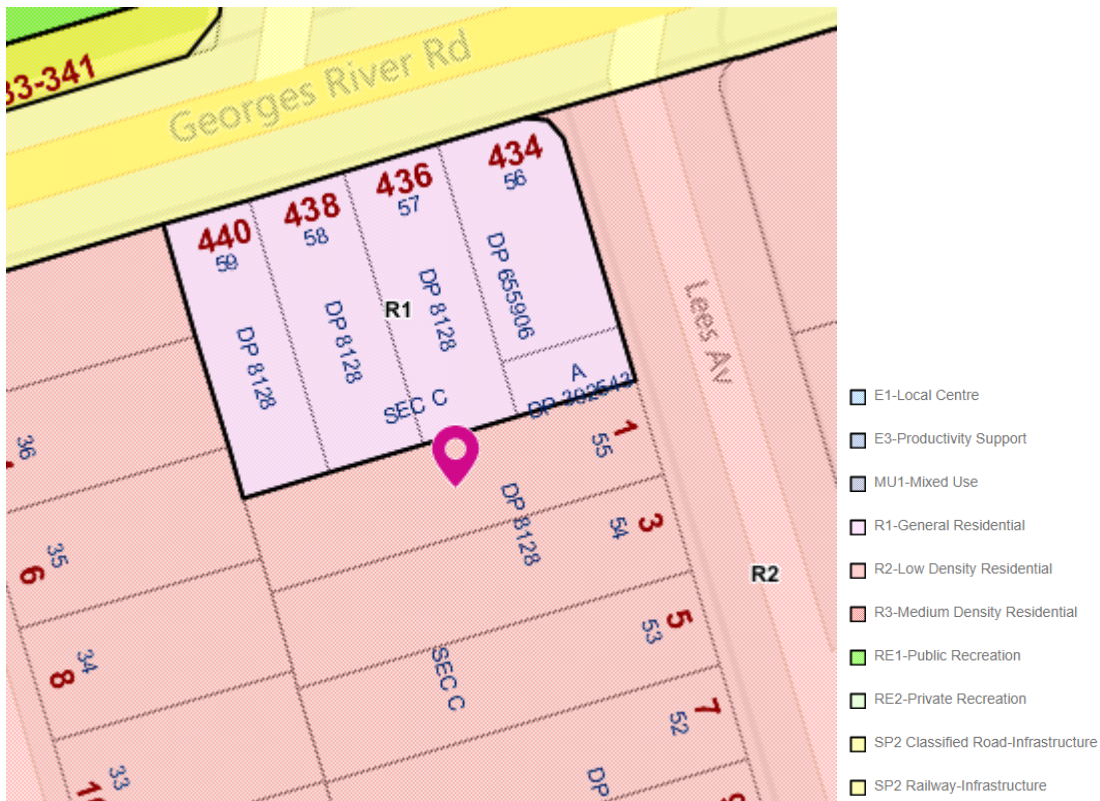 33-341
Georges River Rd
434
56
436
57
438
58
440
59
DP 655906
R1
DP 8128
DP 8128
DP 8128
A
DP 302543
SEC C
Lees Av
1
55
36
DP 8128
3
54
35
6
R2
5
53
34
8
SEC C
7
52
33
DP
E1-Local Centre
E3-Productivity Support
MU1-Mixed Use
R1-General Residential
R2-Low Density Residential
R3-Medium Density Residential
RE1-Public Recreation
RE2-Private Recreation
SP2 Classified Road-Infrastructure
SP2 Railway-Infrastructure